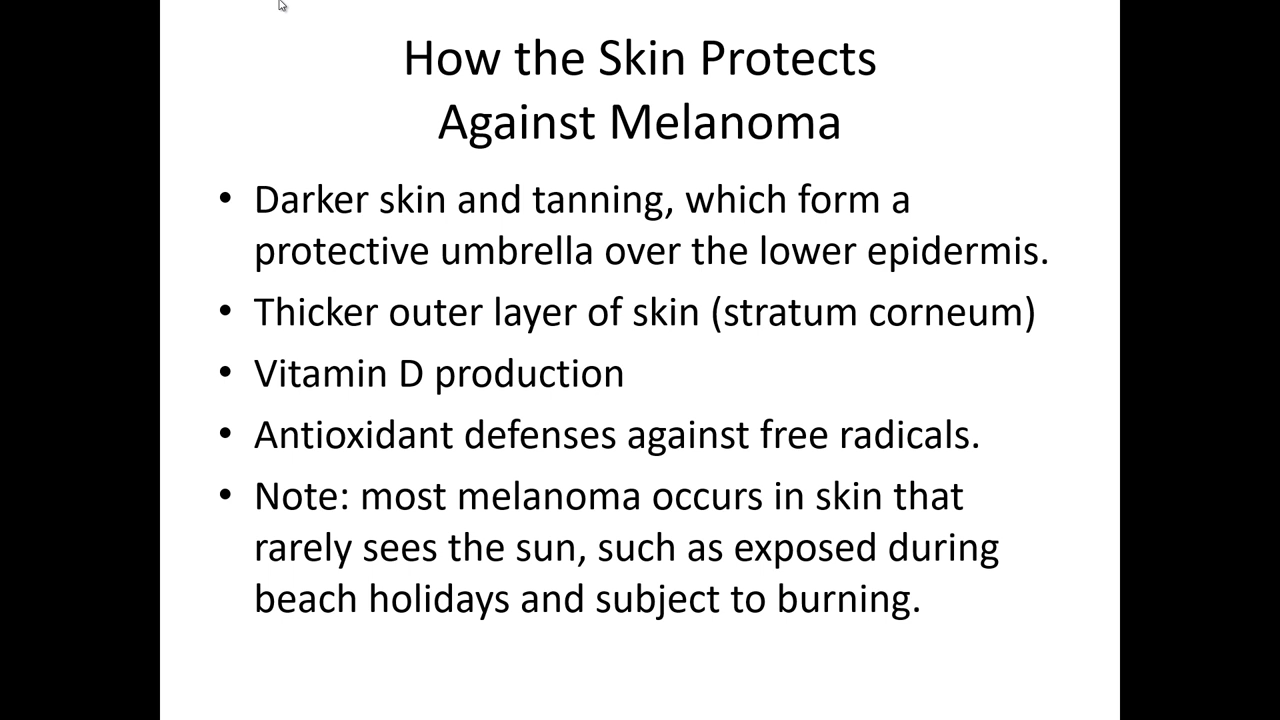 How the Skin Protects
Against Melanoma
• Darker skin and tanning, which form a
protective umbrella over the lower epidermis.
• Thicker outer layer of skin (stratum corneum)
• Vitamin D production
• Antioxidant defenses against free radicals.
• Note: most melanoma occurs in skin that
rarely sees the sun, such as exposed during
beach holidays and subject to burning.